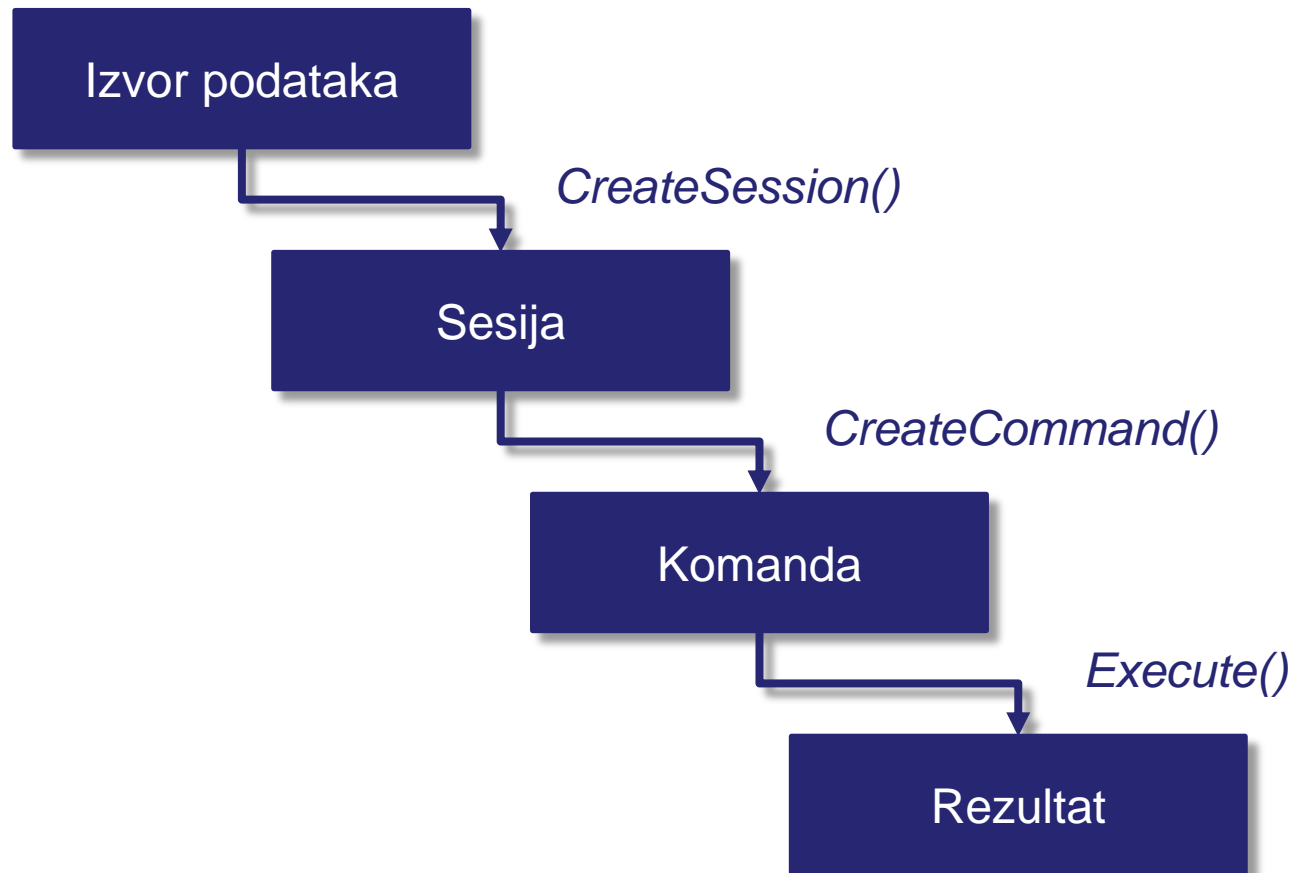 Izvor podataka
CreateSession()
Sesija
CreateCommand()
Komanda
Execute()
Rezultat